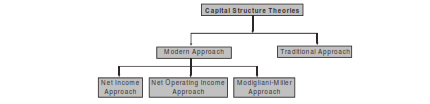 Capital Structure Theories
Modern Approach
Traditional Approach
Net Income
Approach
Net Operating Income
Approach
Modigliani-Miller
Approach